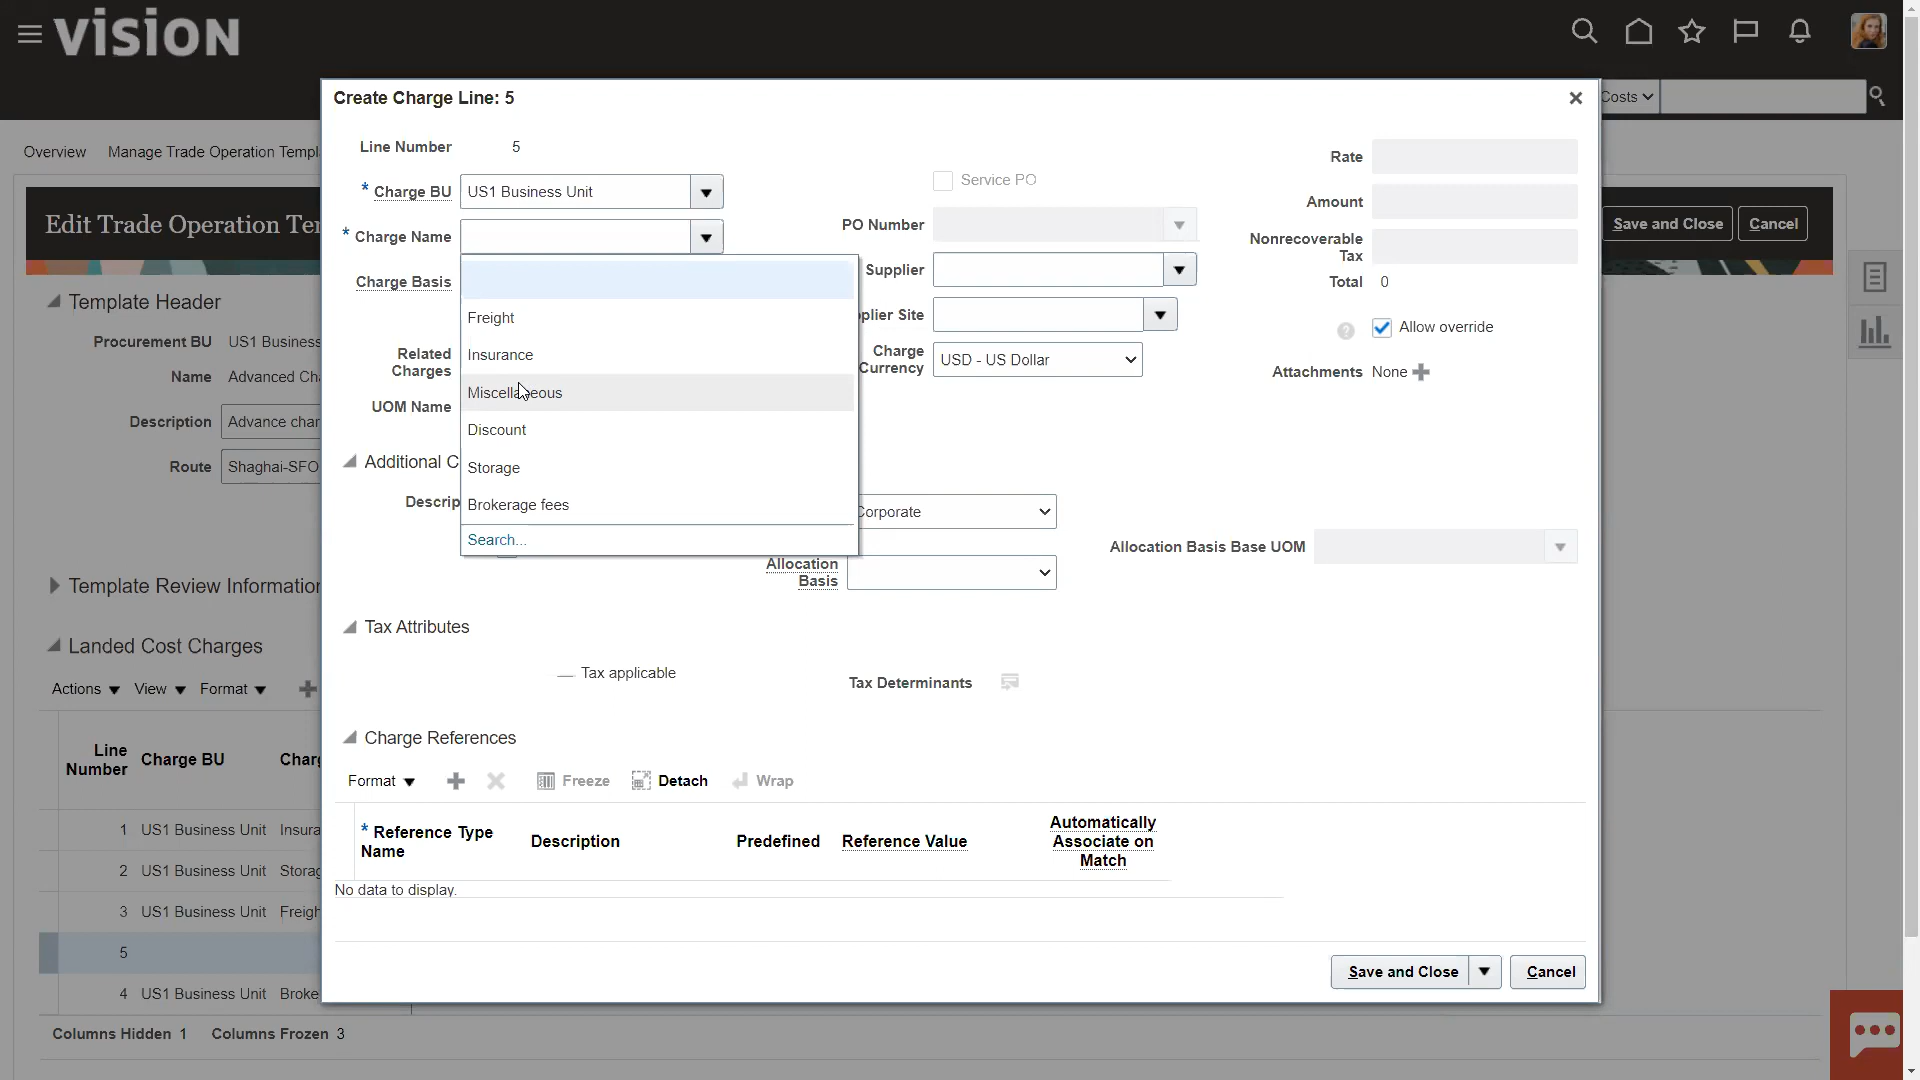 vision
Costs
Overview Manage Trade Operation Templ
Edit Trade Operation Ter
Save and Close Cancel
Template Header
Procurement BU US1 Business
Name Advanced Cha
Description Advance char
Route Shaghai-SFO
Template Review Information
Landed Cost Charges
Actions View Format
Line Number Charge BU Charg
1 US1 Business Unit Insura
2 US1 Business Unit Storag
3 US1 Business Unit Freigh
5
4 US1 Business Unit Broke
Columns Hidden 1 Columns Frozen 3
Create Charge Line: 5
Line Number 5
* Charge BU US1 Business Unit
* Charge Name
Charge Basis
Freight
Insurance
Miscellaneous
Discount
Storage
Brokerage fees
Search...
Related
Charges
UOM Name
Service PO
PO Number
Supplier
plier Site
Charge
Currency USD - US Dollar
Rate
Amount
Nonrecoverable
Tax
Total 0
Allow override
Attachments None
Additional C
Descrip
Corporate
Allocation
Basis
Allocation Basis Base UOM
Tax Attributes
Tax applicable
Tax Determinants
Charge References
Format Freeze Detach Wrap
* Reference Type
Name
Description
Predefined
Reference Value
Automatically
Associate on
Match
No data to display.
Save and Close Cancel